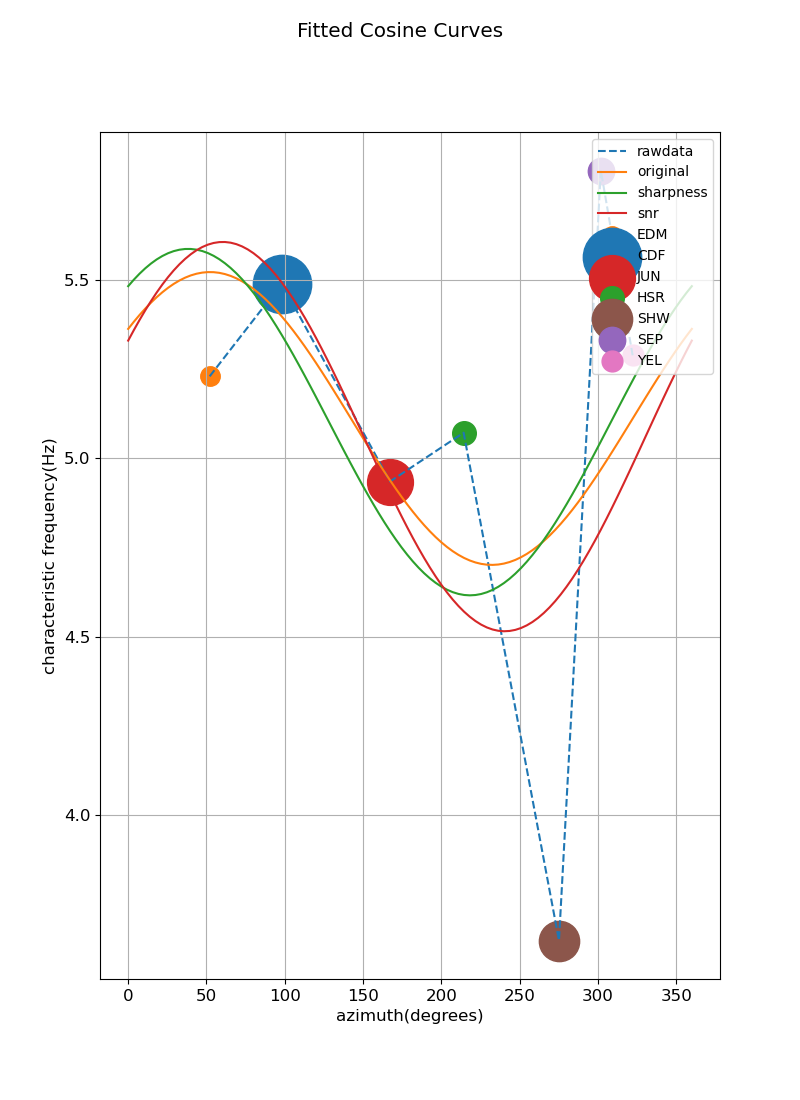 Fitted Cosine Curves
rawdata
original
sharpness
snr
EDM
CDF
JUN
HSR
SHW
SEP
YEL
characteristic frequency(Hz)
5.5
5.0
4.5
4.0
0 50 100 150 200 250 300 350
azimuth(degrees)